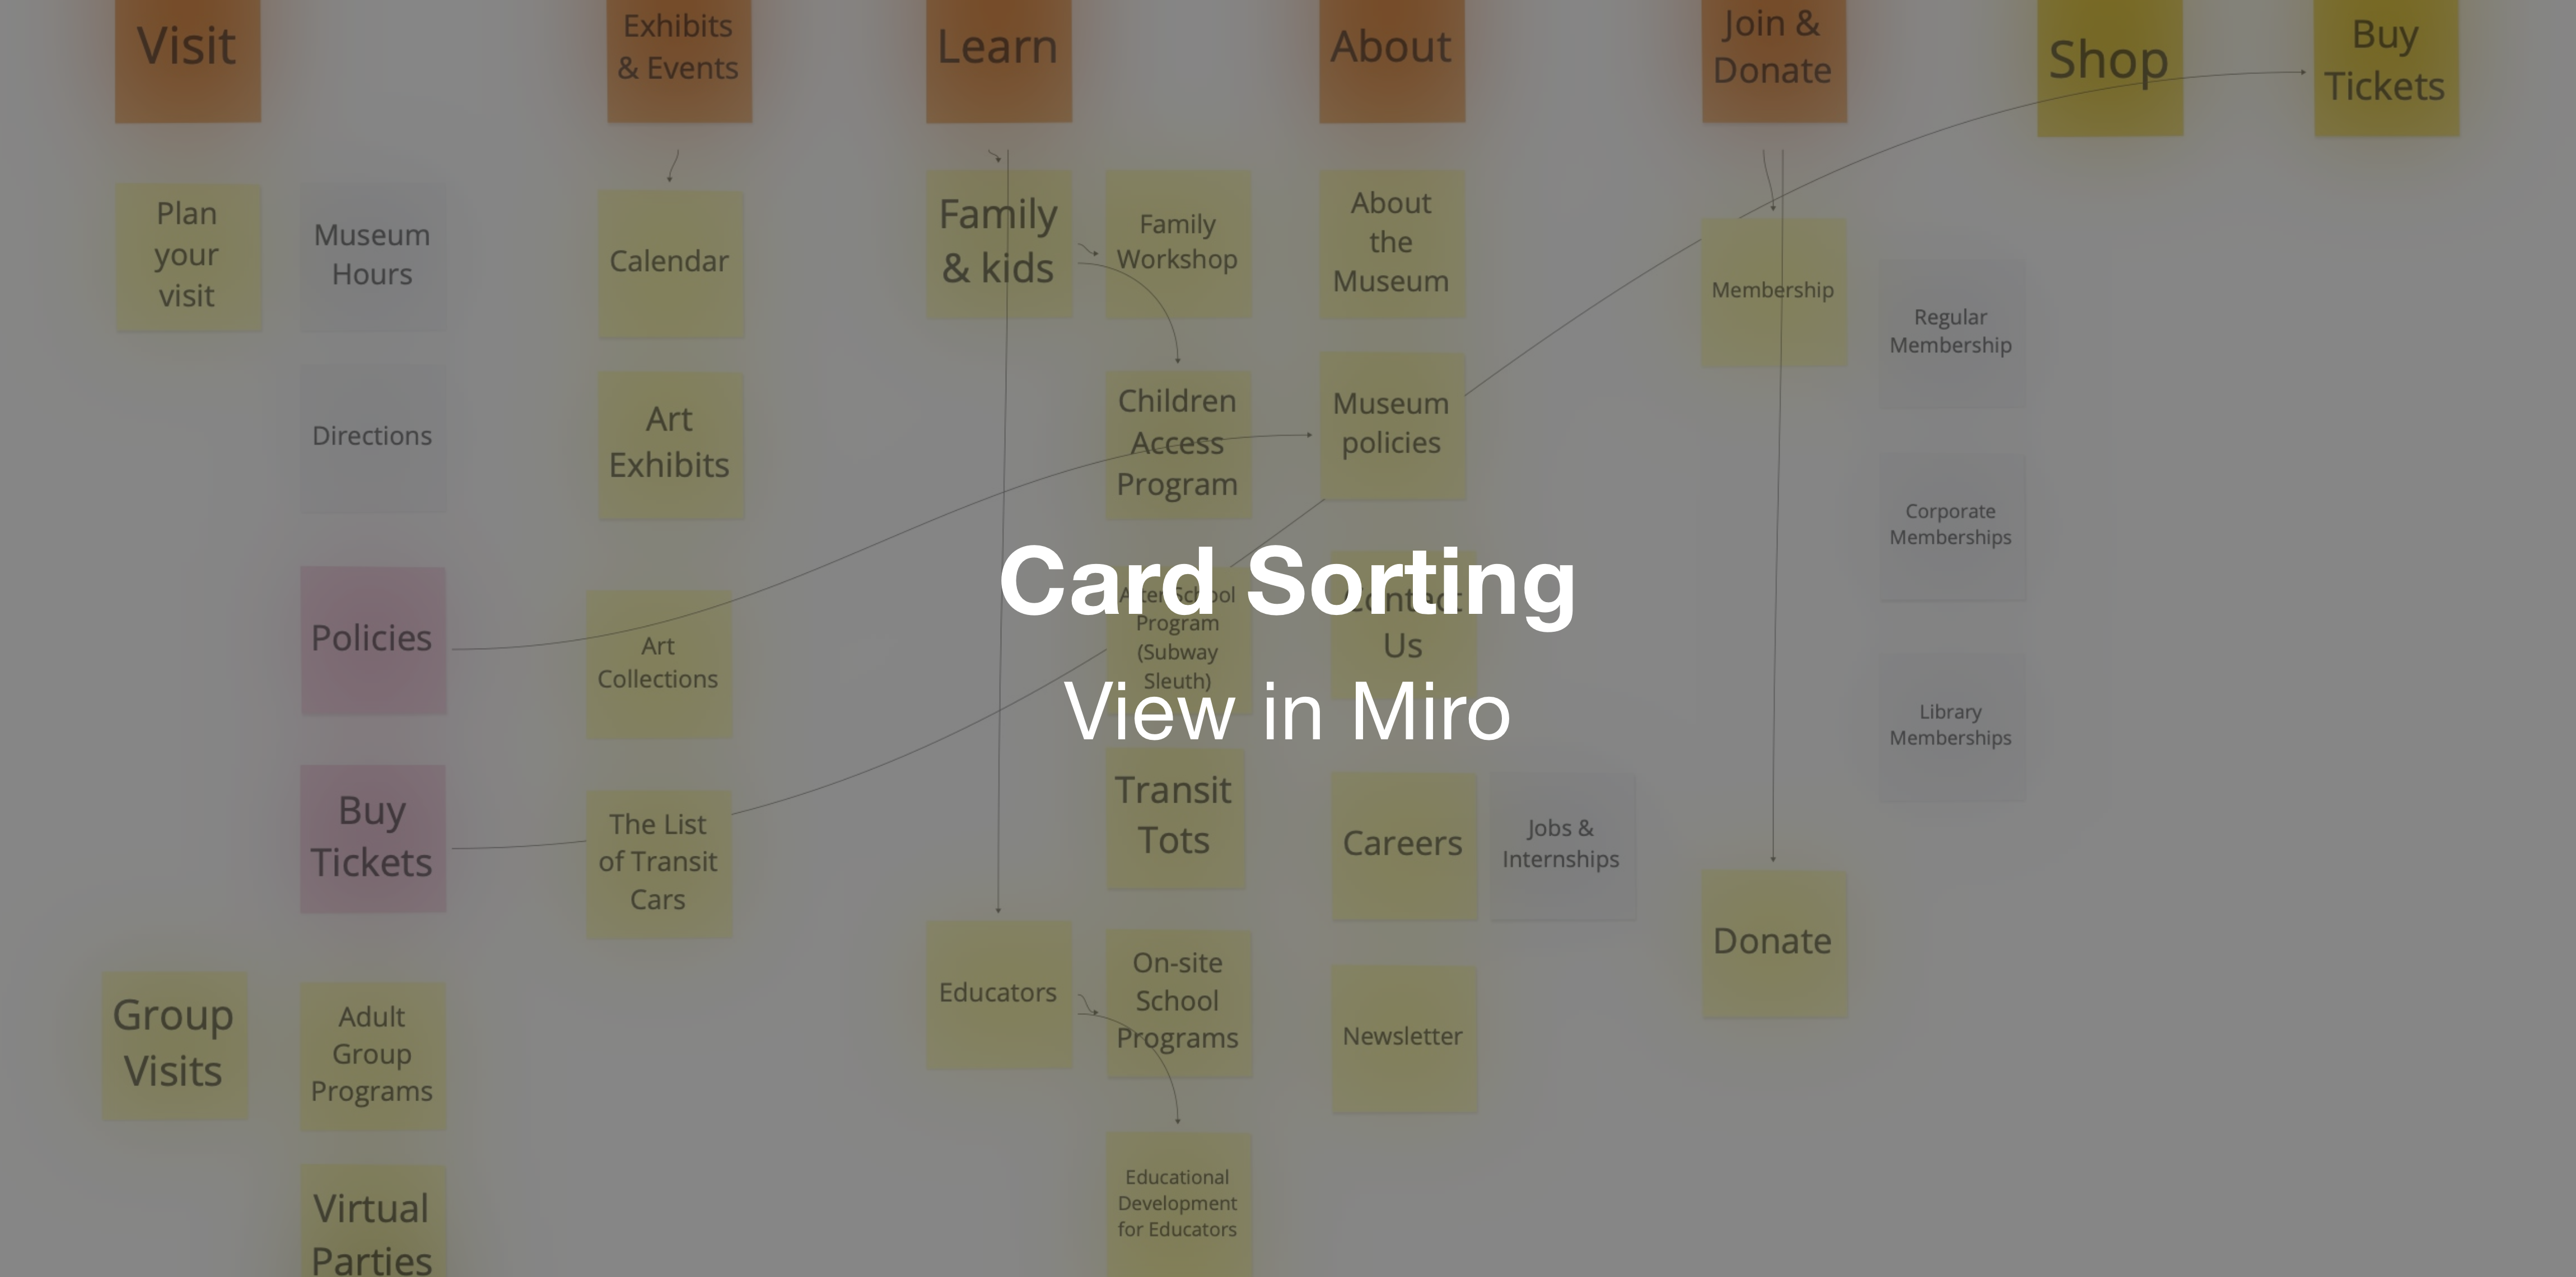 Visit
Exhibits
& Events
Learn
About
Join &
Donate
Shop
Buy
Tickets
Plan
your
visit
Museum
Hours
Directions
Policies
Buy
Tickets
Group
Visits
Adult
Group
Programs
Virtual
Parties
Calendar
Art
Exhibits
Art
Collections
The List
of Transit
Cars
Family
& kids
Family
Workshop
Children
Access
Program
After School
Program
(Subway
Sleuth)
Transit
Tots
Educators
On-site
School
Programs
Educational
Development
for Educators
About
the
Museum
Museum
policies
Contact
Us
Careers
Jobs &
Internships
Newsletter
Membership
Regular
Membership
Corporate
Memberships
Library
Memberships
Donate
Card Sorting
View in Miro